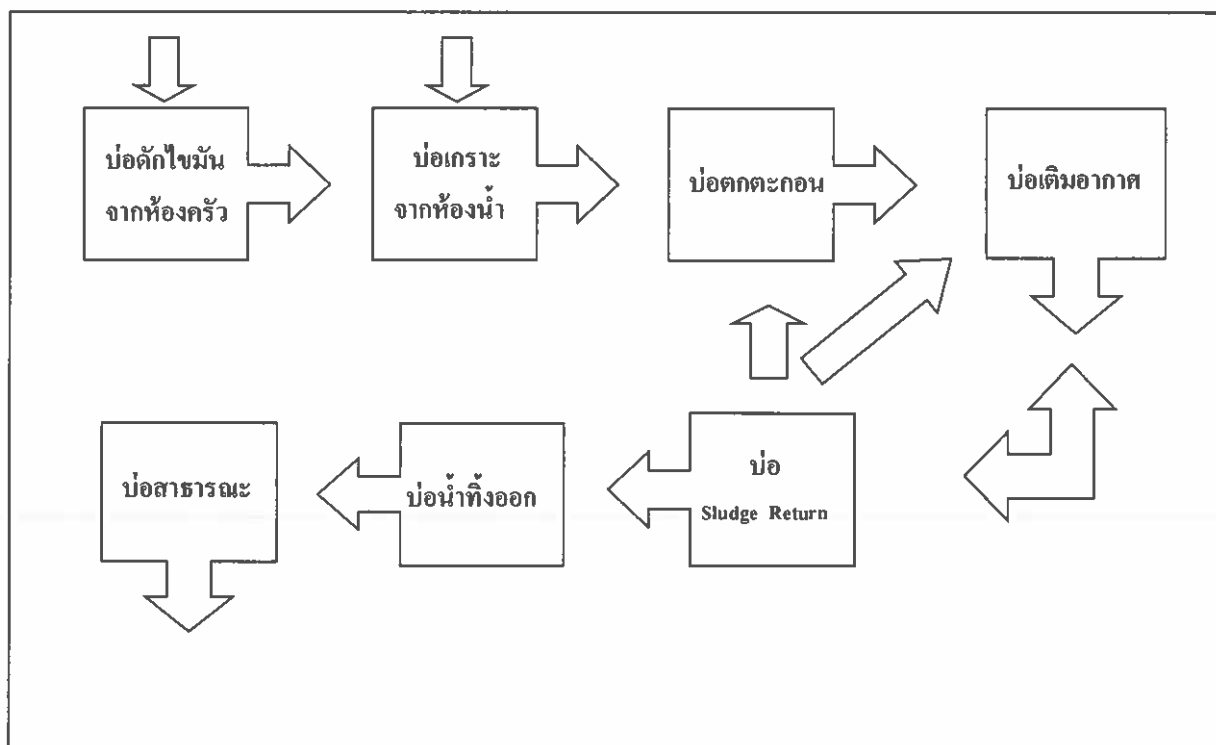 บ่อดักไขมัน
จากห้องครัว
บ่อเกราะ
จากห้องน้ำ
บ่อตกตะกอน
บ่อเติมอากาศ
บ่อสาธารณะ
บ่อน้ำทิ้งออก
บ่อ
Sludge Return